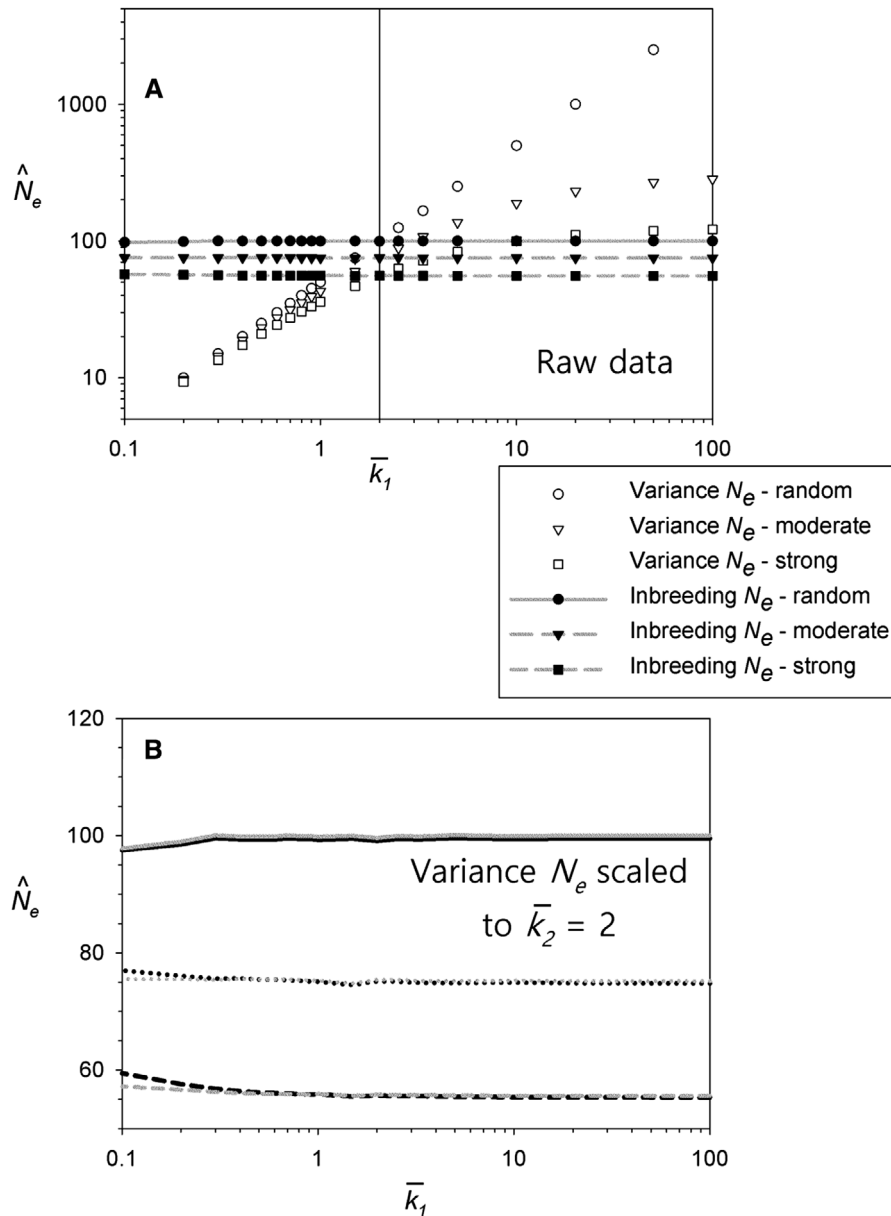 A
1000
100
10
N̂e
Raw data
0.1 1 10 100
k̅1
Variance Ne - random
Variance Ne - moderate
Variance Ne - strong
Inbreeding Ne - random
Inbreeding Ne - moderate
Inbreeding Ne - strong
B
120
100
80
60
N̂e
Variance Ne scaled
to k̅2 = 2
0.1 1 10 100
k̅1